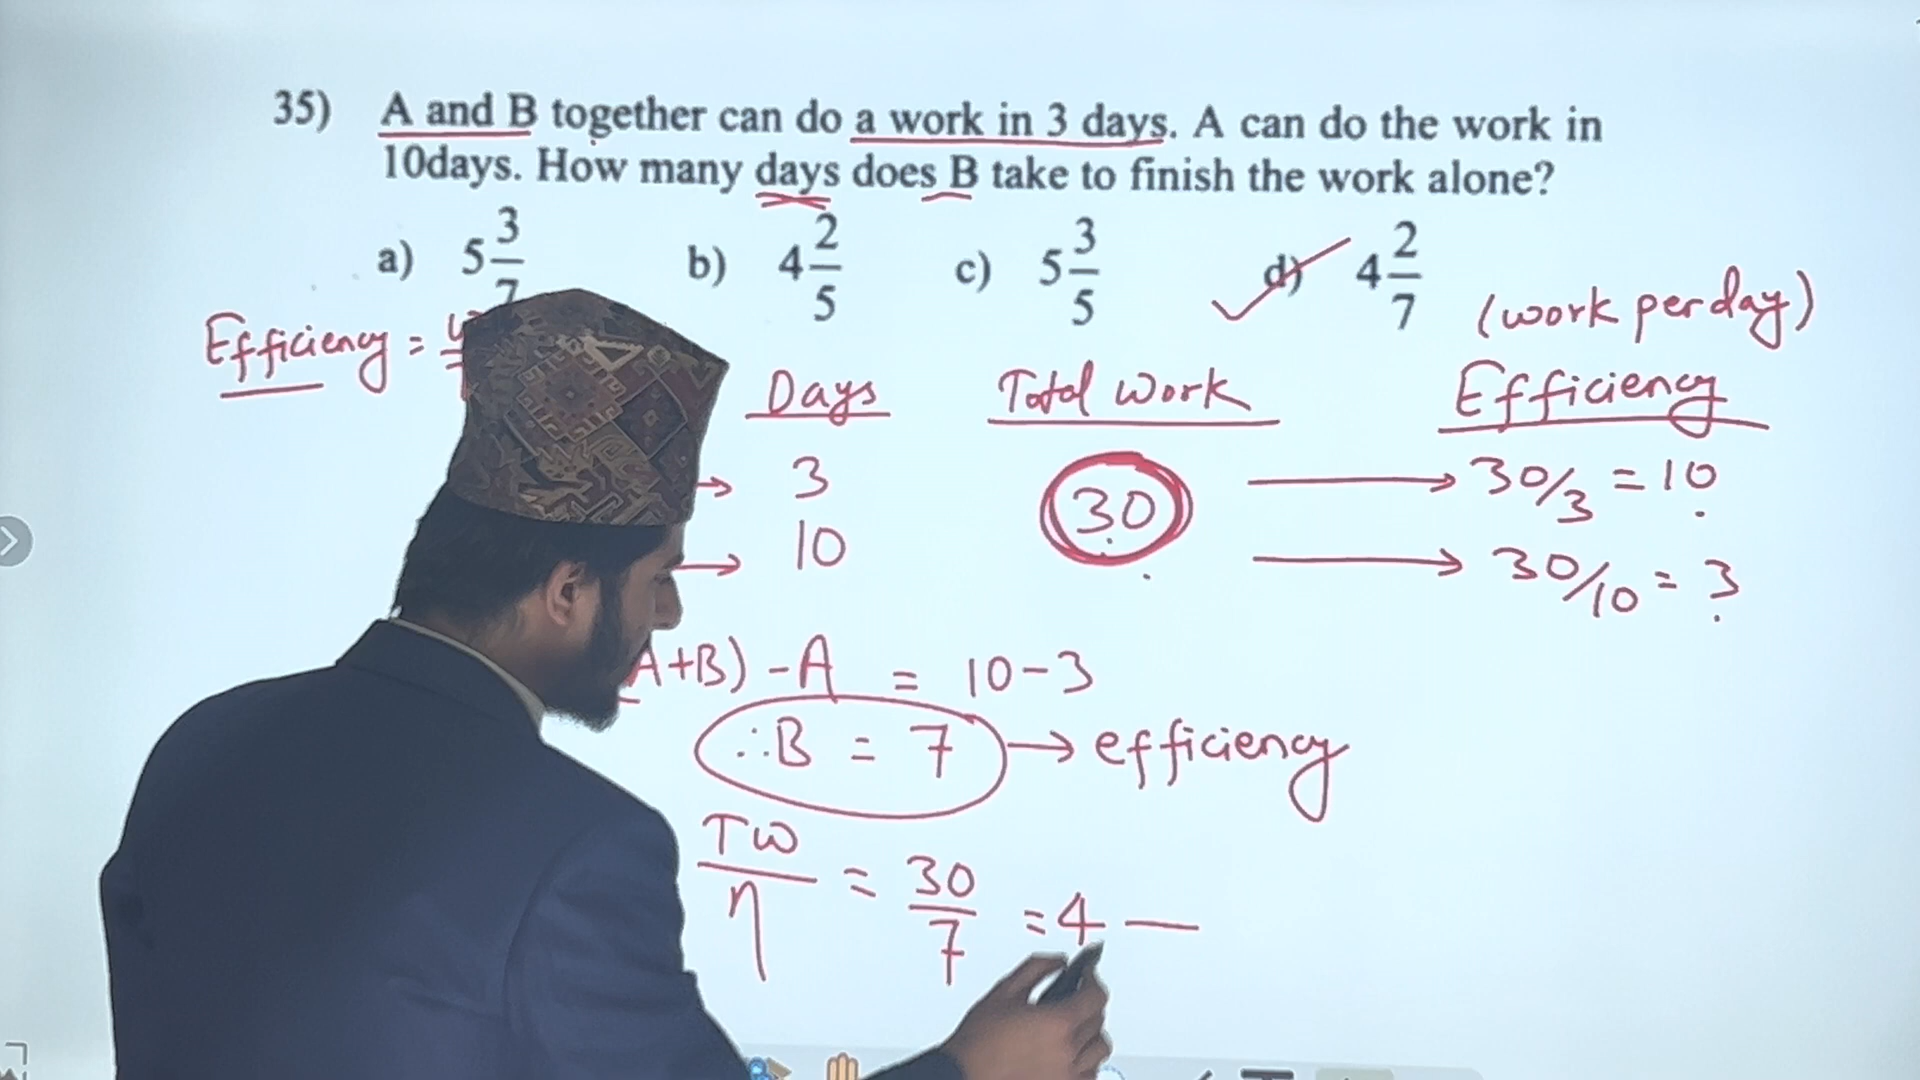 35) A and B together can do a work in 3 days. A can do the work in
10days. How many days does B take to finish the work alone?
a) 5 3/7 b) 4 2/5 c) 5 3/5 d) 4 2/7
(work per day)
Efficiency =
Days Total Work Efficiency
3 30 30/3 = 10
10 30/10 = 3
A+B) - A = 10-3
∴B = 7 → efficiency
TW/η = 30/7 = 4 —